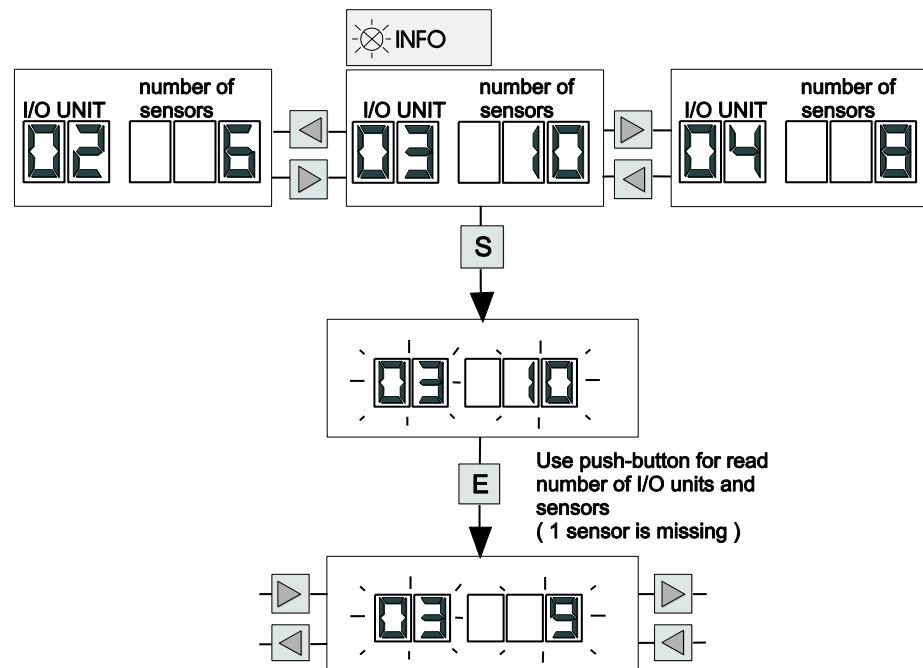 INFO
number of
sensors
I/O UNIT
02 6
number of
sensors
I/O UNIT
03 10
number of
sensors
I/O UNIT
04 8
S
03 10
E
Use push-button for read
number of I/O units and
sensors
( 1 sensor is missing )
03 9